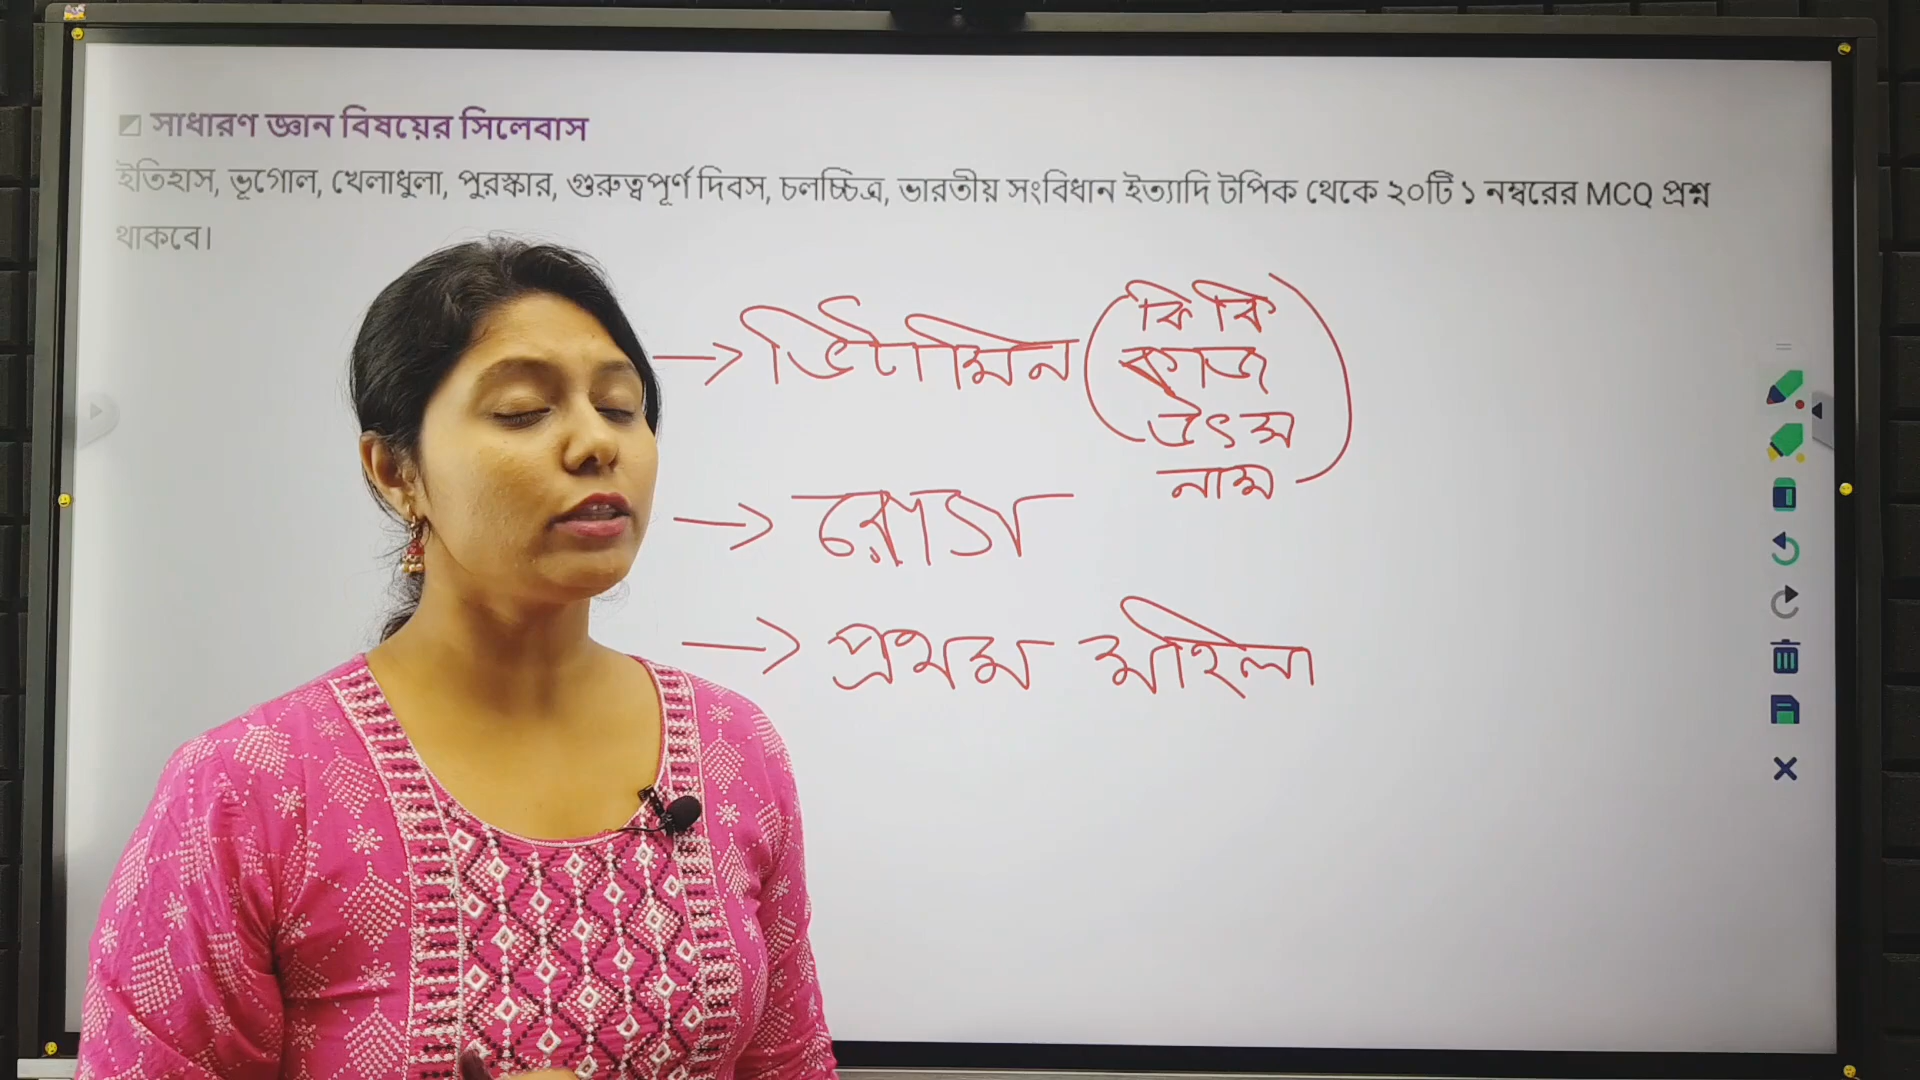 সাধারণ জ্ঞান বিষয়ের সিলেবাস
ইতিহাস, ভূগোল, খেলাধুলা, পুরস্কার, গুরুত্বপূর্ণ দিবস, চলচ্চিত্র, ভারতীয় সংবিধান ইত্যাদি টপিক থেকে ২০টি ১ নম্বরের MCQ প্রশ্ন
থাকবে।
→ ভিটামিন (কি কি
কাজ
উৎস
নাম)
→ রোগ
→ প্রথম মহিলা